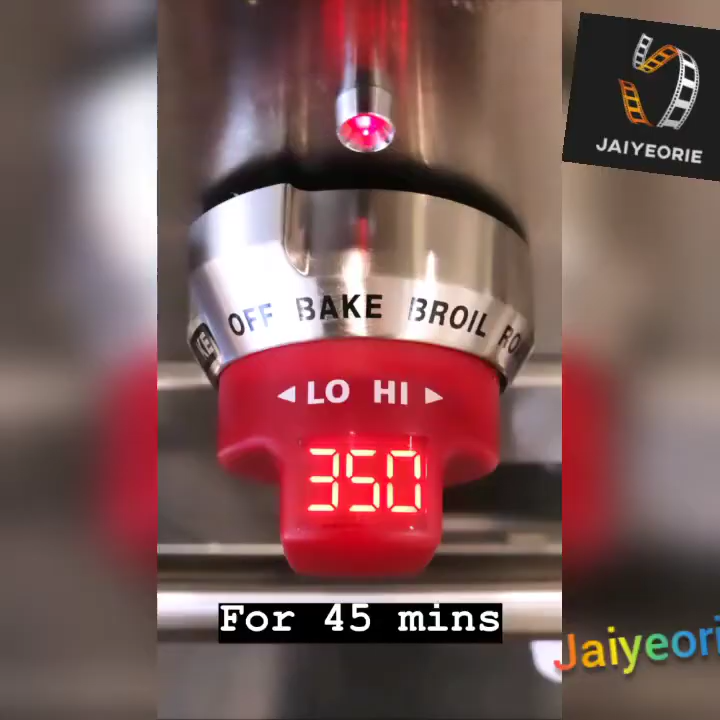 JAIYEORIE
OFF BAKE BROIL
◄ LO HI ►
350
For 45 mins
Jaiyeori